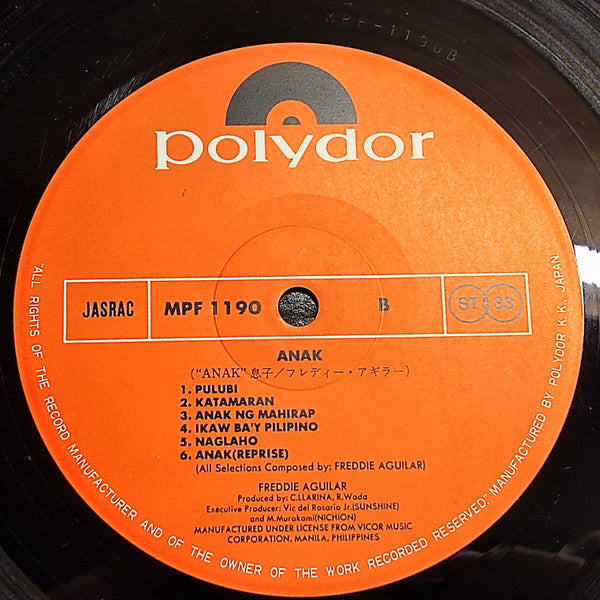 MPF-1190B
polydor
JASRAC
MPF 1190
B
ST 33
ANAK
("ANAK" 息子/フレディー・アギラー)
1. PULUBI
2. KATAMARAN
3. ANAK NG MAHIRAP
4. IKAW BA'Y PILIPINO
5. NAGLAHO
6. ANAK(REPRISE)
(All Selections Composed by: FREDDIE AGUILAR)
FREDDIE AGUILAR
Produced by: C.LLARINA, R.Wada
Executive Producer: Vic del Rosario Jr.(SUNSHINE)
and M.Murakami(NICHION)
MANUFACTURED UNDER LICENSE FROM VICOR MUSIC
CORPORATION, MANILA, PHILIPPINES
"ALL RIGHTS OF THE RECORD MANUFACTURER AND OF THE OWNER OF THE WORK RECORDED RESERVED." MANUFACTURED BY POLYDOR K.K., JAPAN.